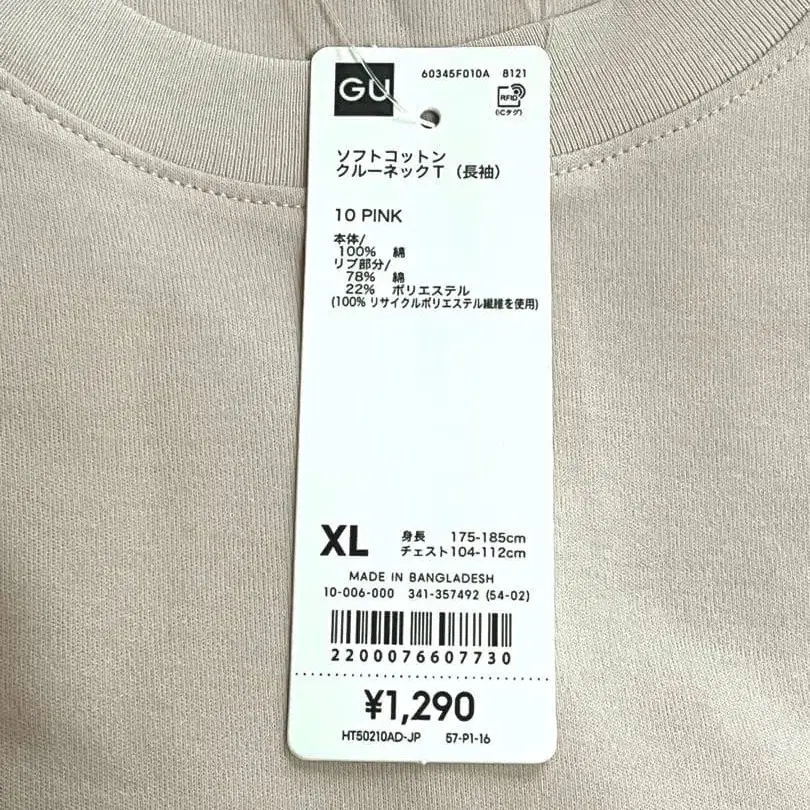 GU
60345F010A 8121
RFID
(ICタグ)
ソフトコットン
クルーネックT（長袖）
10 PINK
本体/
100% 綿
リブ部分/
78% 綿
22% ポリエステル
(100% リサイクルポリエステル繊維を使用)
XL
身長 175-185cm
チェスト104-112cm
MADE IN BANGLADESH
10-006-000 341-357492 (54-02)
2200076607730
¥1,290
HT50210AD-JP 57-P1-16